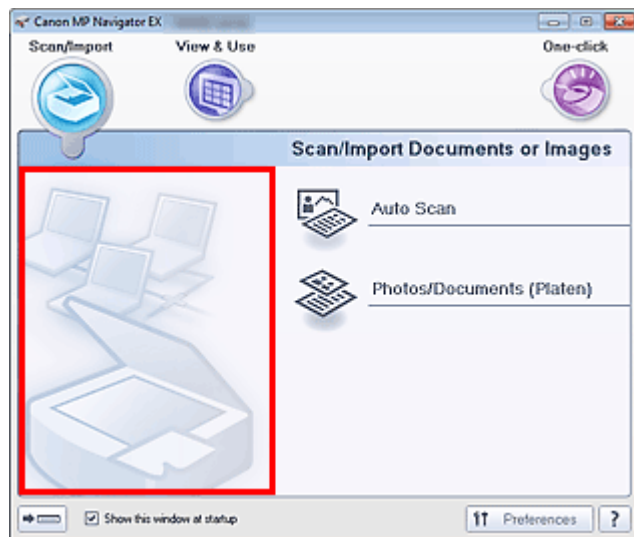 Canon MP Navigator EX
Scan/Import View & Use One-click
Scan/Import Documents or Images
Auto Scan
Photos/Documents (Platen)
Show this window at startup
Preferences ?